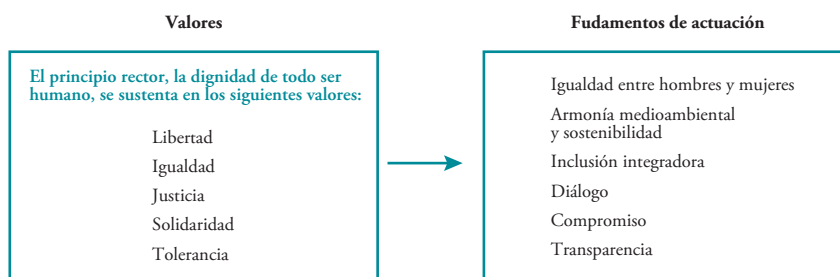 Valores
El principio rector, la dignidad de todo ser
humano, se sustenta en los siguientes valores:
Libertad
Igualdad
Justicia
Solidaridad
Tolerancia
Fudamentos de actuación
Igualdad entre hombres y mujeres
Armonía medioambiental
y sostenibilidad
Inclusión integradora
Diálogo
Compromiso
Transparencia